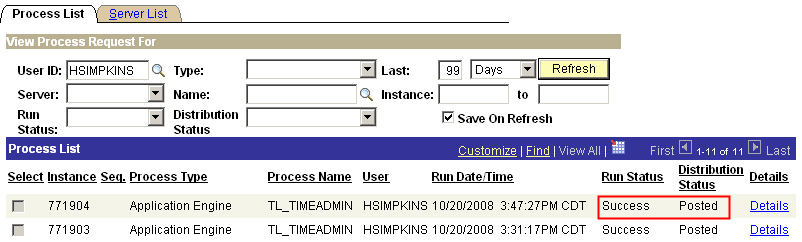 Process List Server List
View Process Request For
User ID: HSIMPKINS Type: Last: 99 Days Refresh
Server: Name: Instance: to
Run Status: Distribution Status Save On Refresh
Process List Customize | Find | View All | First 1-11 of 11 Last
Select Instance Seq. Process Type Process Name User Run Date/Time Run Status Distribution Status Details
771904 Application Engine TL_TIMEADMIN HSIMPKINS 10/20/2008 3:47:27PM CDT Success Posted Details
771903 Application Engine TL_TIMEADMIN HSIMPKINS 10/20/2008 3:31:17PM CDT Success Posted Details